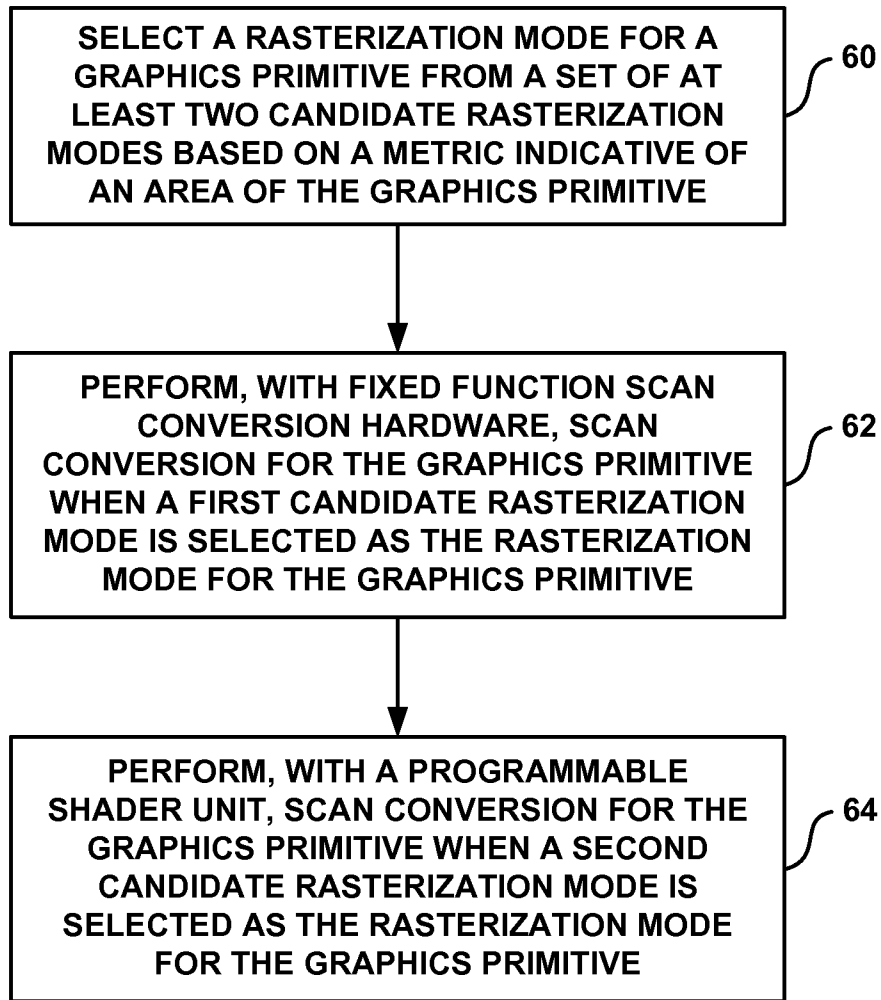 SELECT A RASTERIZATION MODE FOR A
GRAPHICS PRIMITIVE FROM A SET OF AT
LEAST TWO CANDIDATE RASTERIZATION
MODES BASED ON A METRIC INDICATIVE OF
AN AREA OF THE GRAPHICS PRIMITIVE
60
PERFORM, WITH FIXED FUNCTION SCAN
CONVERSION HARDWARE, SCAN
CONVERSION FOR THE GRAPHICS PRIMITIVE
WHEN A FIRST CANDIDATE RASTERIZATION
MODE IS SELECTED AS THE RASTERIZATION
MODE FOR THE GRAPHICS PRIMITIVE
62
PERFORM, WITH A PROGRAMMABLE
SHADER UNIT, SCAN CONVERSION FOR THE
GRAPHICS PRIMITIVE WHEN A SECOND
CANDIDATE RASTERIZATION MODE IS
SELECTED AS THE RASTERIZATION MODE
FOR THE GRAPHICS PRIMITIVE
64